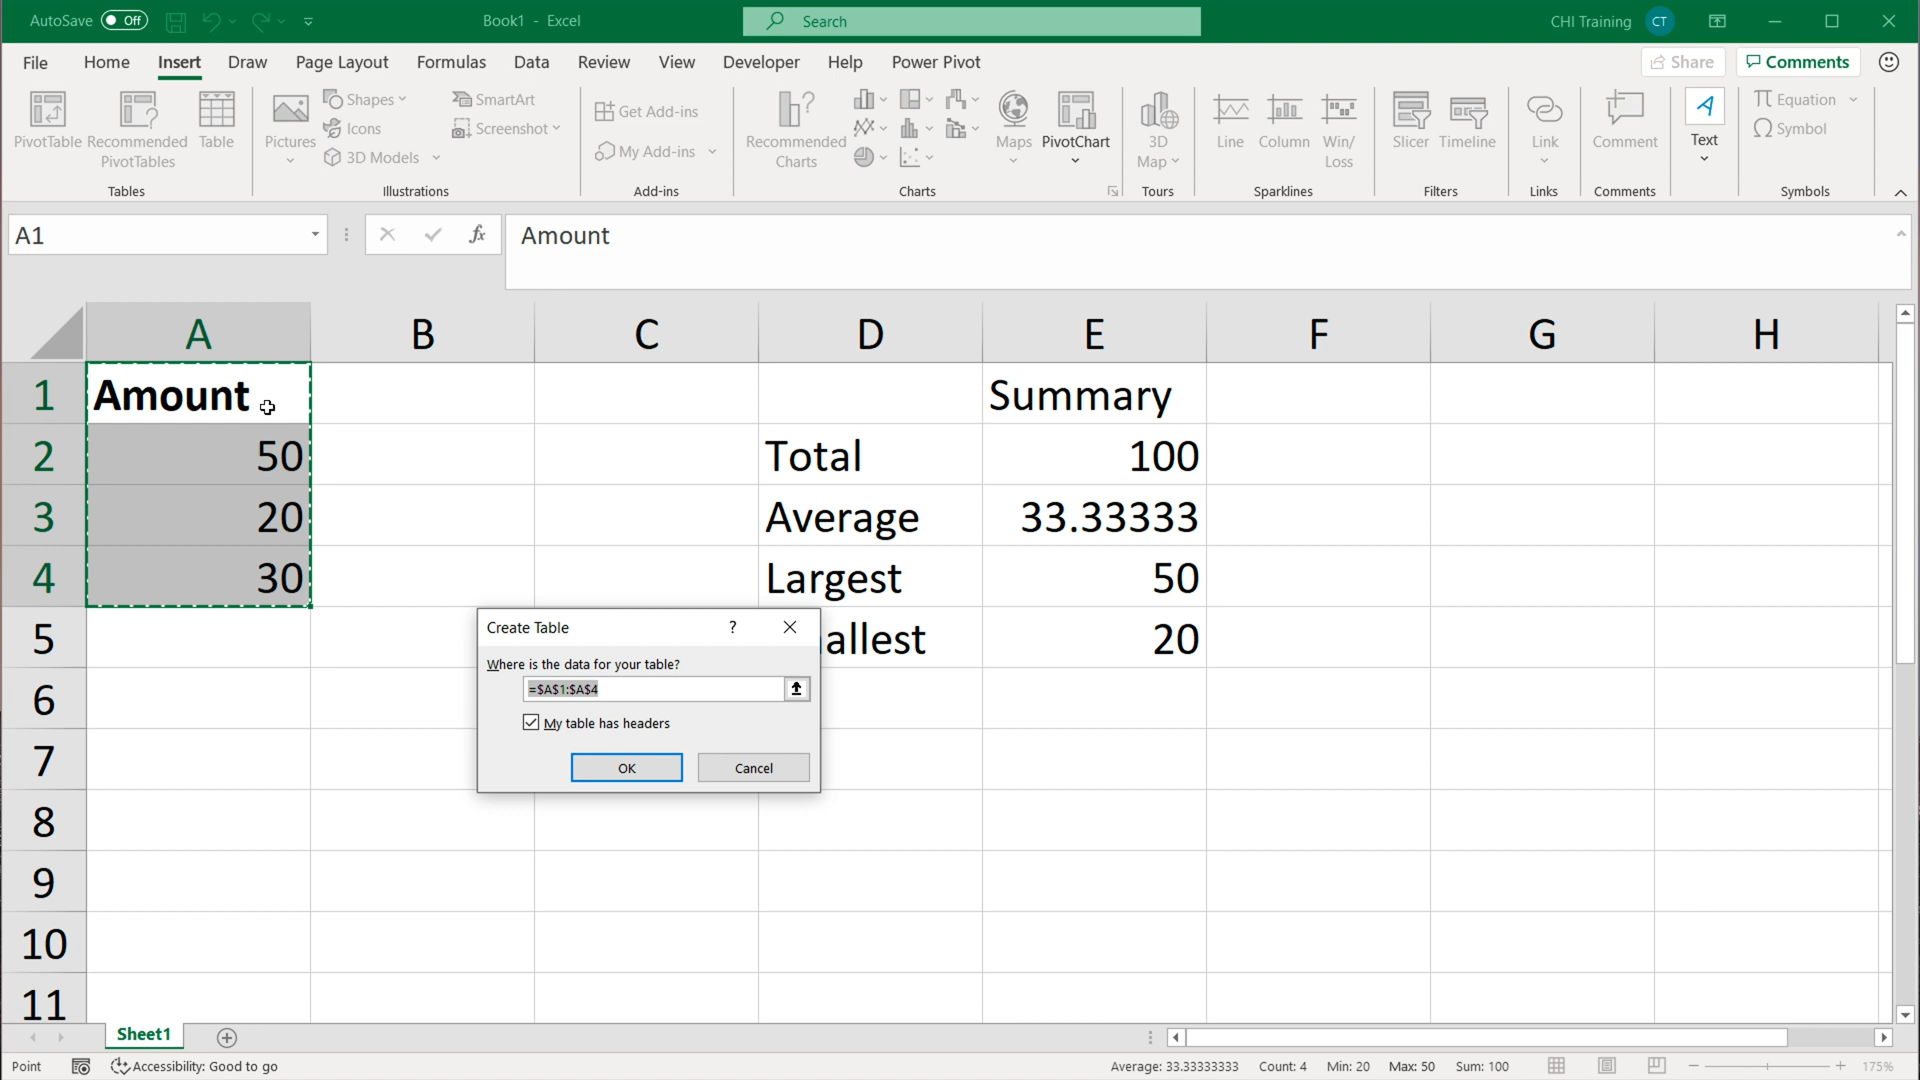 AutoSave Off Book1 - Excel Search CHI Training CT
File Home Insert Draw Page Layout Formulas Data Review View Developer Help Power Pivot Share Comments
PivotTable
Recommended
PivotTables
Table
Tables
Pictures
Shapes
Icons
3D Models
SmartArt
Screenshot
Illustrations
Get Add-ins
My Add-ins
Add-ins
Recommended
Charts
Maps
PivotChart
Charts
3D
Map
Tours
Line
Column
Win/
Loss
Sparklines
Slicer
Timeline
Filters
Link
Links
Comment
Comments
A
Text
Equation
Symbol
Symbols
A1 fx Amount
A B C D E F G H
1 Amount Summary
2 50 Total 100
3 20 Average 33.33333
4 30 Largest 50
5 allest 20
6
7
8
9
10
11
Create Table ?
Where is the data for your table?
=$A$1:$A$4
My table has headers
OK Cancel
Sheet1
Point Accessibility: Good to go Average: 33.33333333 Count: 4 Min: 20 Max: 50 Sum: 100 175%